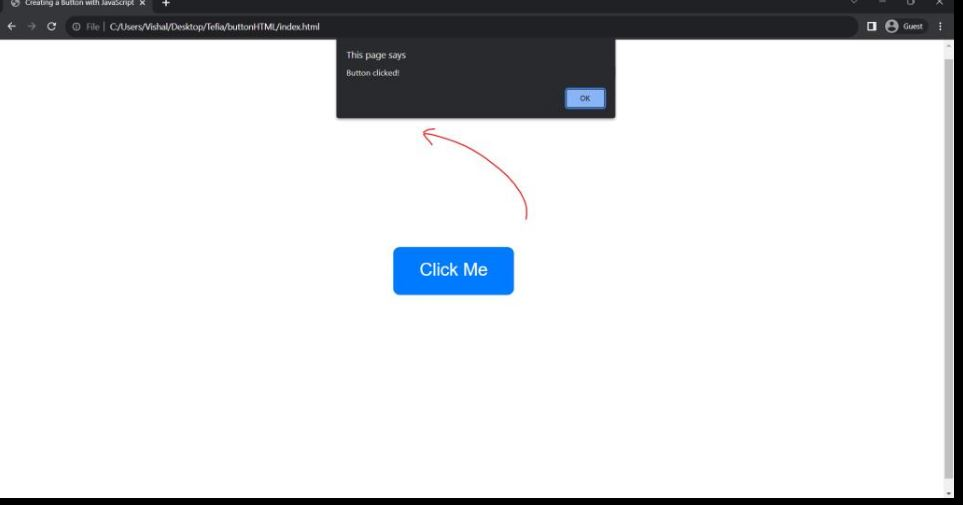 Creating a Button with JavaScript
File
C:/Users/Vishal/Desktop/Tefia/buttonHTML/index.html
Guest
This page says
Button clicked!
OK
Click Me